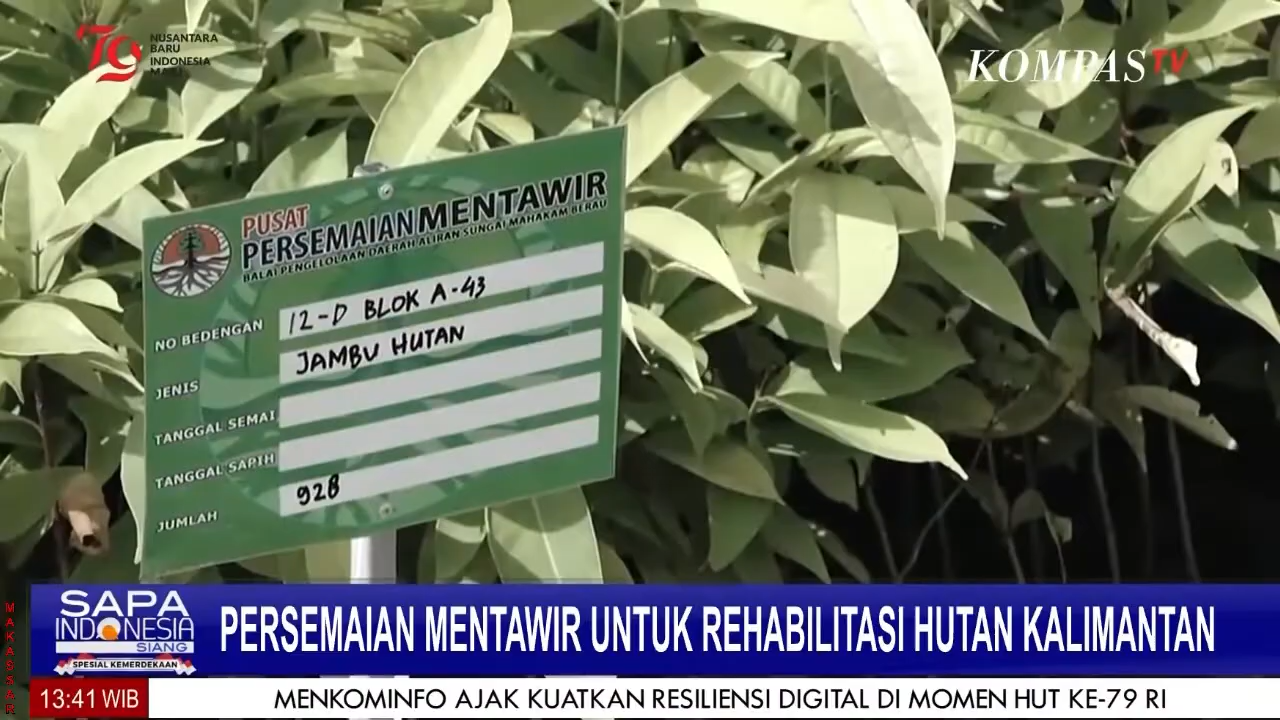 79 NUSANTARA
BARU
INDONESIA
MAJU
KOMPASTV
PUSAT
PERSEMAIAN MENTAWIR
BALAI PENGELOLAAN DAERAH ALIRAN SUNGAI MAHAKAM BERAU
NO BEDENGAN 12-D BLOK A-43
JENIS JAMBU HUTAN
TANGGAL SEMAI
TANGGAL SAPIH
JUMLAH 928
MAKASSAR
SAPA
INDONESIA
SIANG
SPESIAL KEMERDEKAAN
PERSEMAIAN MENTAWIR UNTUK REHABILITASI HUTAN KALIMANTAN
13:41 WIB
MENKOMINFO AJAK KUATKAN RESILIENSI DIGITAL DI MOMEN HUT KE-79 RI